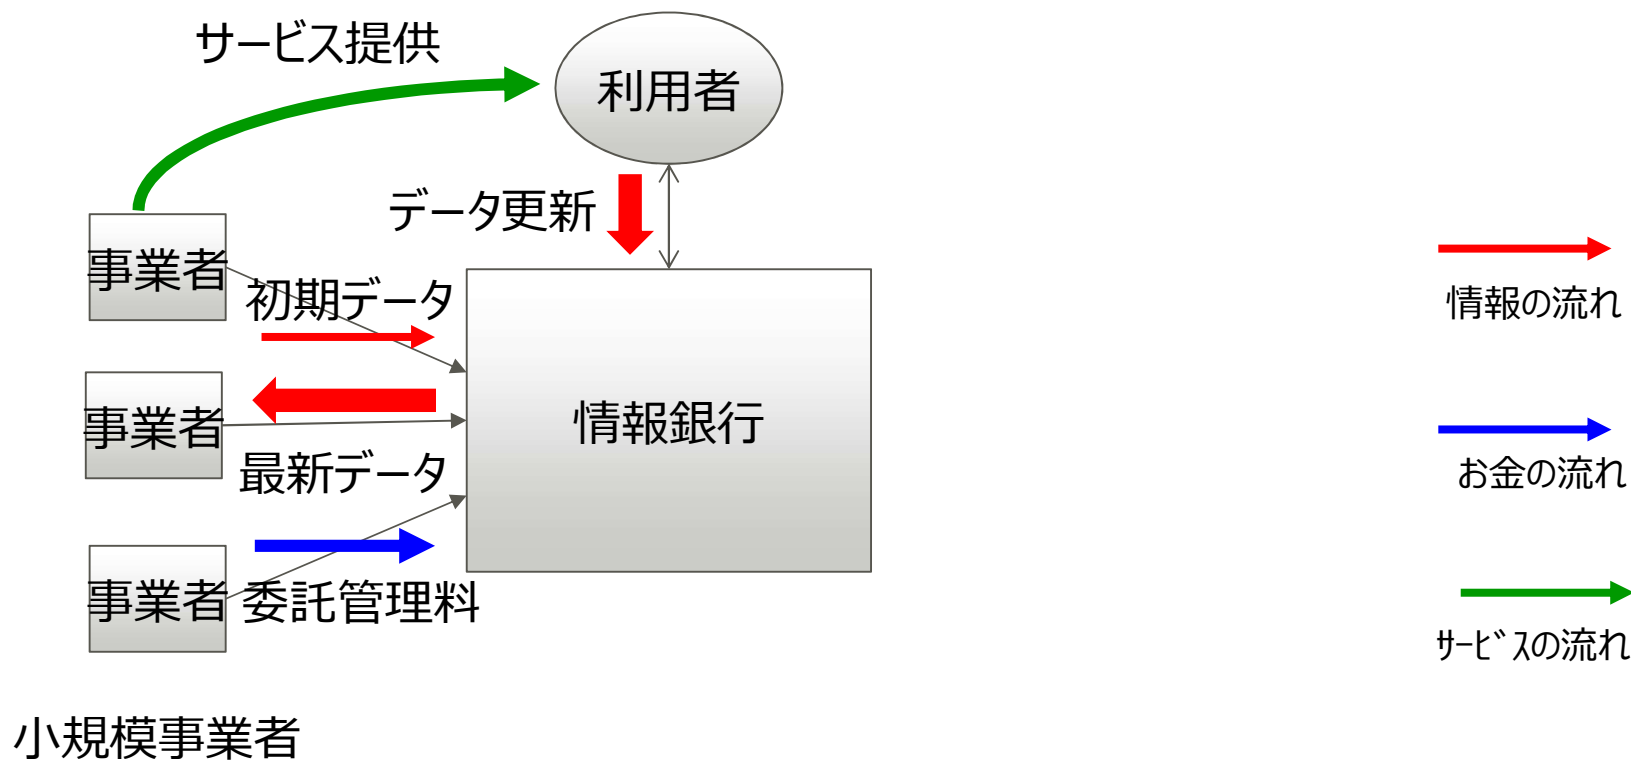 サービス提供
利用者
データ更新
事業者
初期データ
情報の流れ
事業者
情報銀行
最新データ
お金の流れ
事業者
委託管理料
ｻｰﾋﾞｽの流れ
小規模事業者